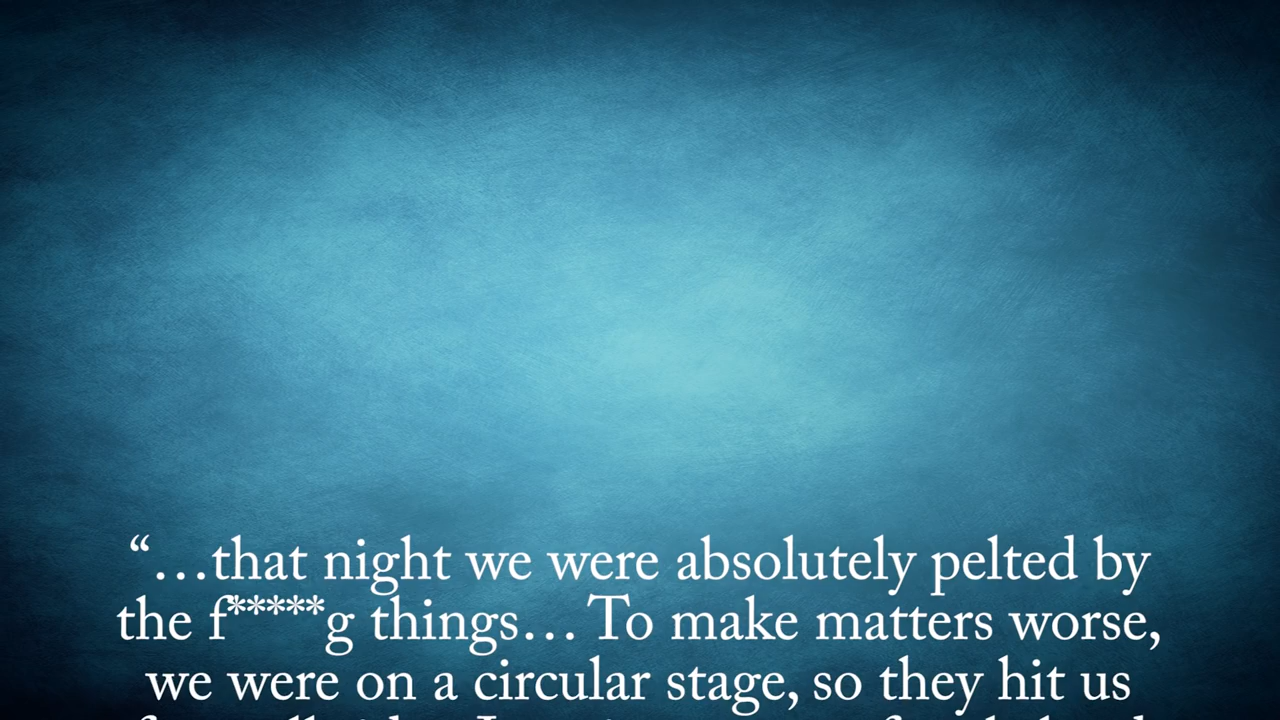 “…that night we were absolutely pelted by
the f*****g things… To make matters worse,
we were on a circular stage, so they hit us